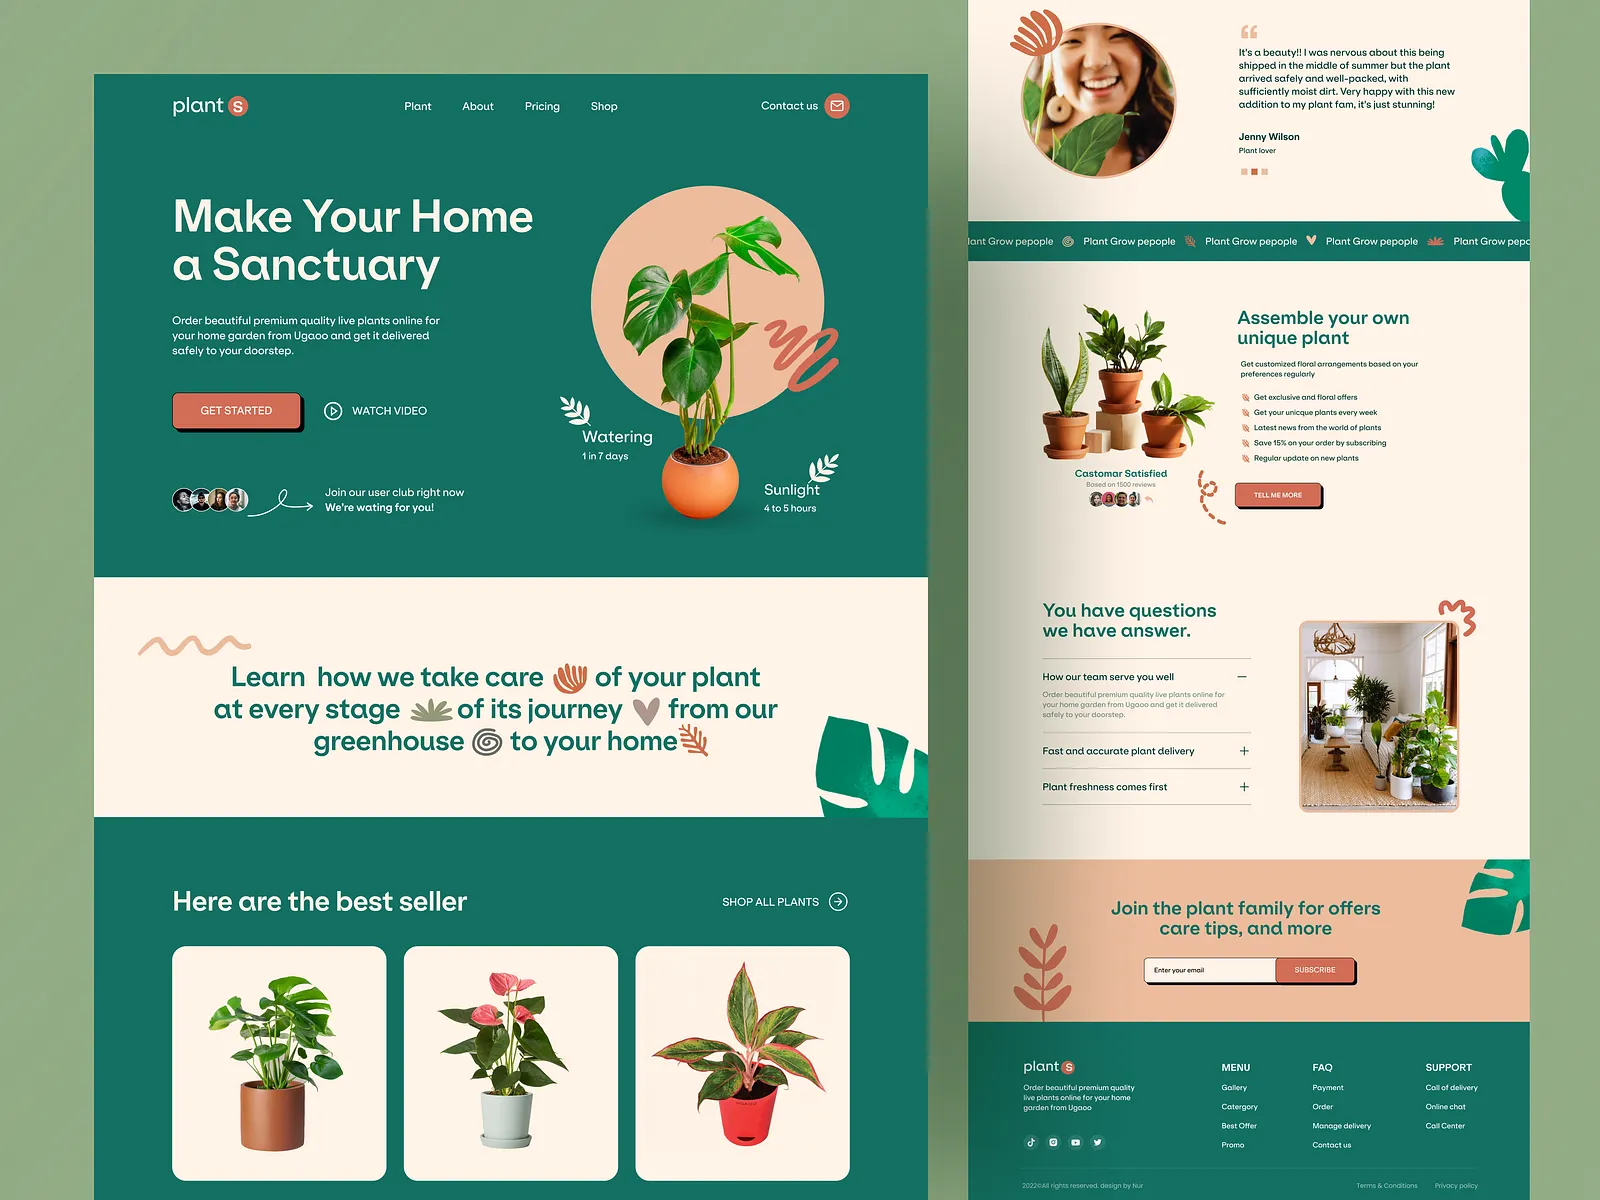 plant s
Plant
About
Pricing
Shop
Contact us
Make Your Home
a Sanctuary
Order beautiful premium quality live plants online for
your home garden from Ugaoo and get it delivered
safely to your doorstep.
GET STARTED
WATCH VIDEO
Join our user club right now
We're wating for you!
Watering
1 in 7 days
Sunlight
4 to 5 hours
Learn how we take care of your plant
at every stage of its journey from our
greenhouse to your home
Here are the best seller
SHOP ALL PLANTS
It's a beauty!! I was nervous about this being
shipped in the middle of summer but the plant
arrived safely and well-packed, with
sufficiently moist dirt. Very happy with this new
addition to my plant fam, it's just stunning!
Jenny Wilson
Plant lover
lant Grow pepople Plant Grow pepople Plant Grow pepople Plant Grow pepople Plant Grow pepo
Assemble your own
unique plant
Get customized floral arrangements based on your
preferences regularly
Get exclusive and floral offers
Get your unicque plants every week
Latest news from the world of plants
Save 15% on your order by subscribing
Regular update on new plants
TELL ME MORE
Castomar Satisfied
Based on 1500 reviews
You have questions
we have answer.
How our team serve you well
Order beautiful premium quality live plants online for
your home garden from Ugaoo and get it delivered
safely to your doorstep.
Fast and accurate plant delivery
Plant freshness comes first
Join the plant family for offers
care tips, and more
Enter your email
SUBSCRIBE
plant s
Order beautiful premium quality
live plants online for your home
garden from Ugaoo
MENU
Gallery
Catergory
Best Offer
Promo
FAQ
Payment
Order
Manage delivery
Contact us
SUPPORT
Call of delivery
Online chat
Call Center
2022©All rights reserved. design by Nur
Terms & Conditions
Privacy policy